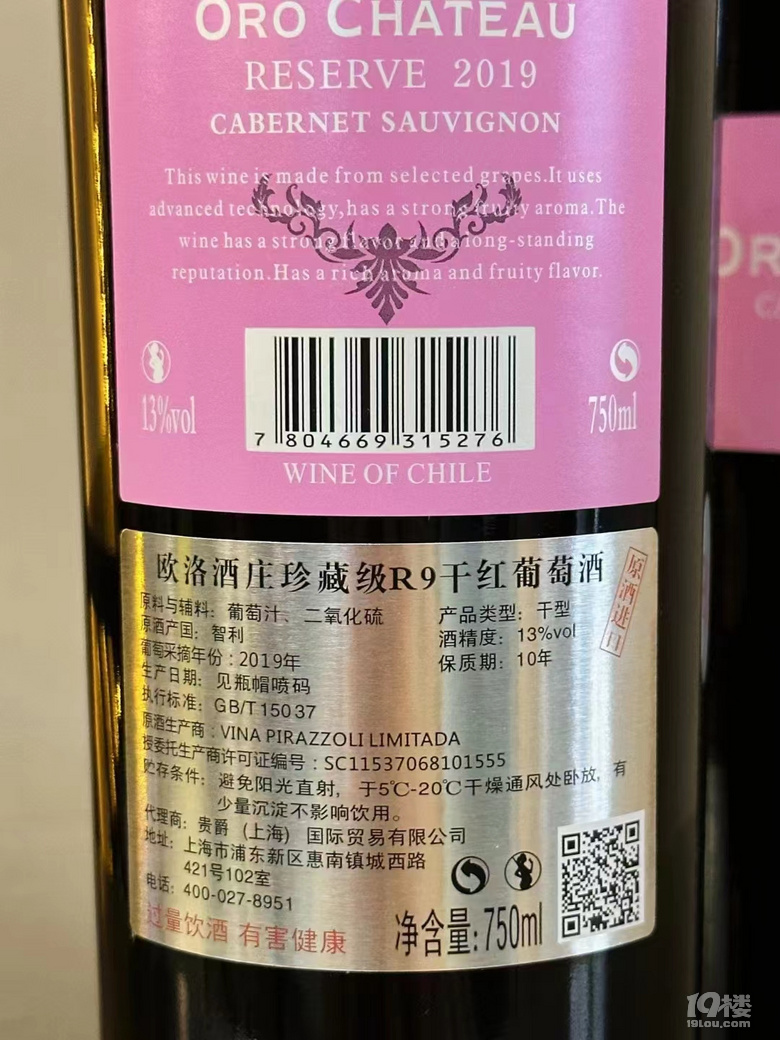 ORO CHATEAU
RESERVE 2019
CABERNET SAUVIGNON
This wine is made from selected grapes.It uses
advanced technology,has a strong fruity aroma.The
wine has a strong flavor and a long-standing
reputation.Has a rich aroma and fruity flavor.
13%vol
7 804669 315276
750ml
WINE OF CHILE
欧洛酒庄珍藏级R9干红葡萄酒
原酒进口
原料与辅料：葡萄汁、二氧化硫
产品类型：干型
原酒产国：智利
酒精度：13%vol
葡萄采摘年份：2019年
保质期：10年
生产日期：见瓶帽喷码
执行标准：GB/T15037
原酒生产商：VINA PIRAZZOLI LIMITADA
授委托生产商许可证编号：SC11537068101555
贮存条件：避免阳光直射，于5℃-20℃干燥通风处卧放，有
少量沉淀不影响饮用。
代理商：贵爵（上海）国际贸易有限公司
地址：上海市浦东新区惠南镇城西路
421号102室
电话：400-027-8951
过量饮酒 有害健康
净含量:750ml
19楼
19lou.com